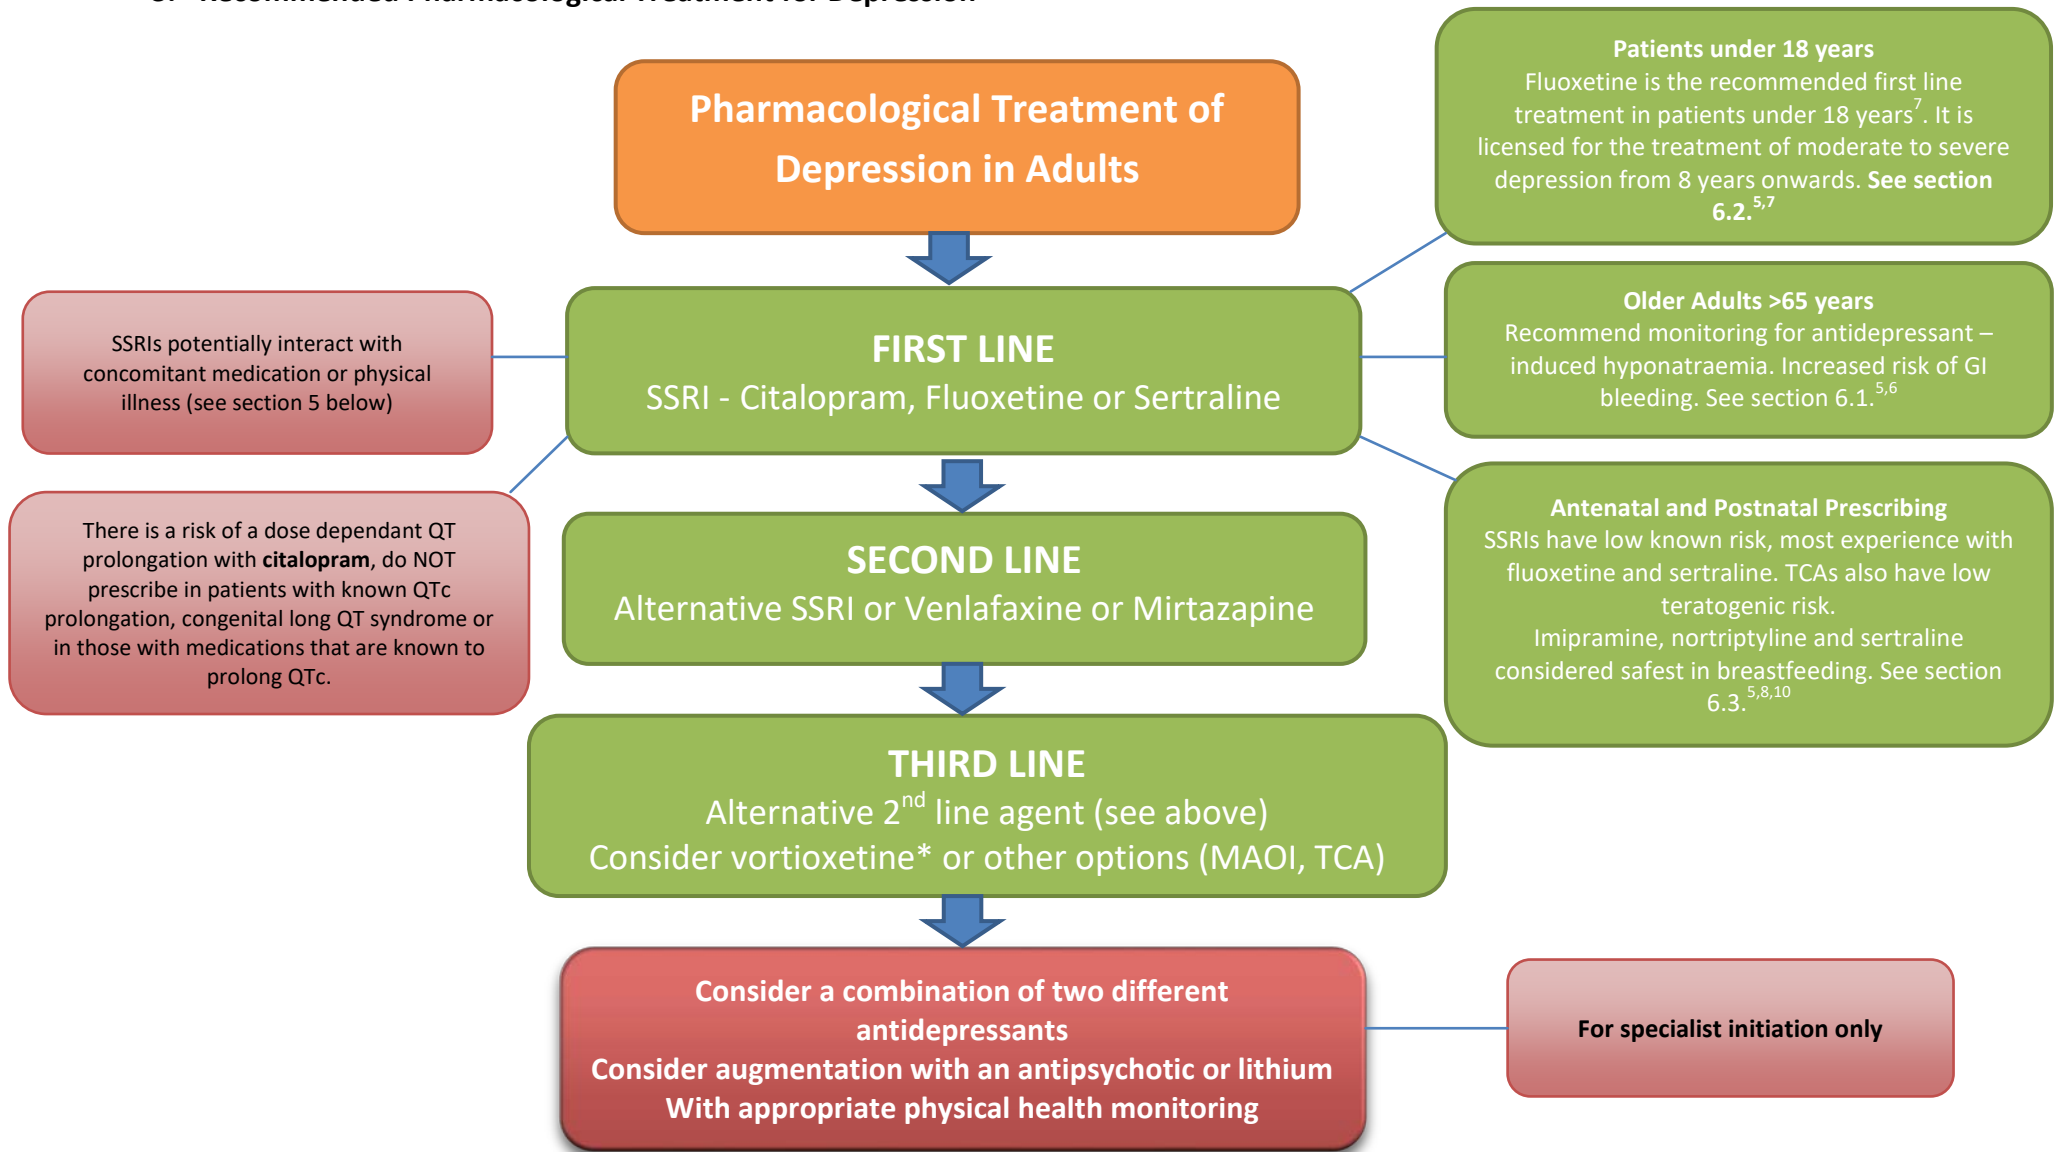 Recommended Pharmacological Treatment for Depression
Pharmacological Treatment of
Depression in Adults
Patients under 18 years
Fluoxetine is the recommended first line
treatment in patients under 18 years7. It is
licensed for the treatment of moderate to severe
depression from 8 years onwards. See section
6.2.5,7
SSRIs potentially interact with
concomitant medication or physical
illness (see section 5 below)
FIRST LINE
SSRI - Citalopram, Fluoxetine or Sertraline
Older Adults >65 years
Recommend monitoring for antidepressant –
induced hyponatraemia. Increased risk of GI
bleeding. See section 6.1.5,6
There is a risk of a dose dependant QT
prolongation with citalopram, do NOT
prescribe in patients with known QTc
prolongation, congenital long QT syndrome or
in those with medications that are known to
prolong QTc.
SECOND LINE
Alternative SSRI or Venlafaxine or Mirtazapine
Antenatal and Postnatal Prescribing
SSRIs have low known risk, most experience with
fluoxetine and sertraline. TCAs also have low
teratogenic risk.
Imipramine, nortriptyline and sertraline
considered safest in breastfeeding. See section
6.3.5,8,10
THIRD LINE
Alternative 2nd line agent (see above)
Consider vortioxetine* or other options (MAOI, TCA)
Consider a combination of two different
antidepressants
Consider augmentation with an antipsychotic or lithium
With appropriate physical health monitoring
For specialist initiation only